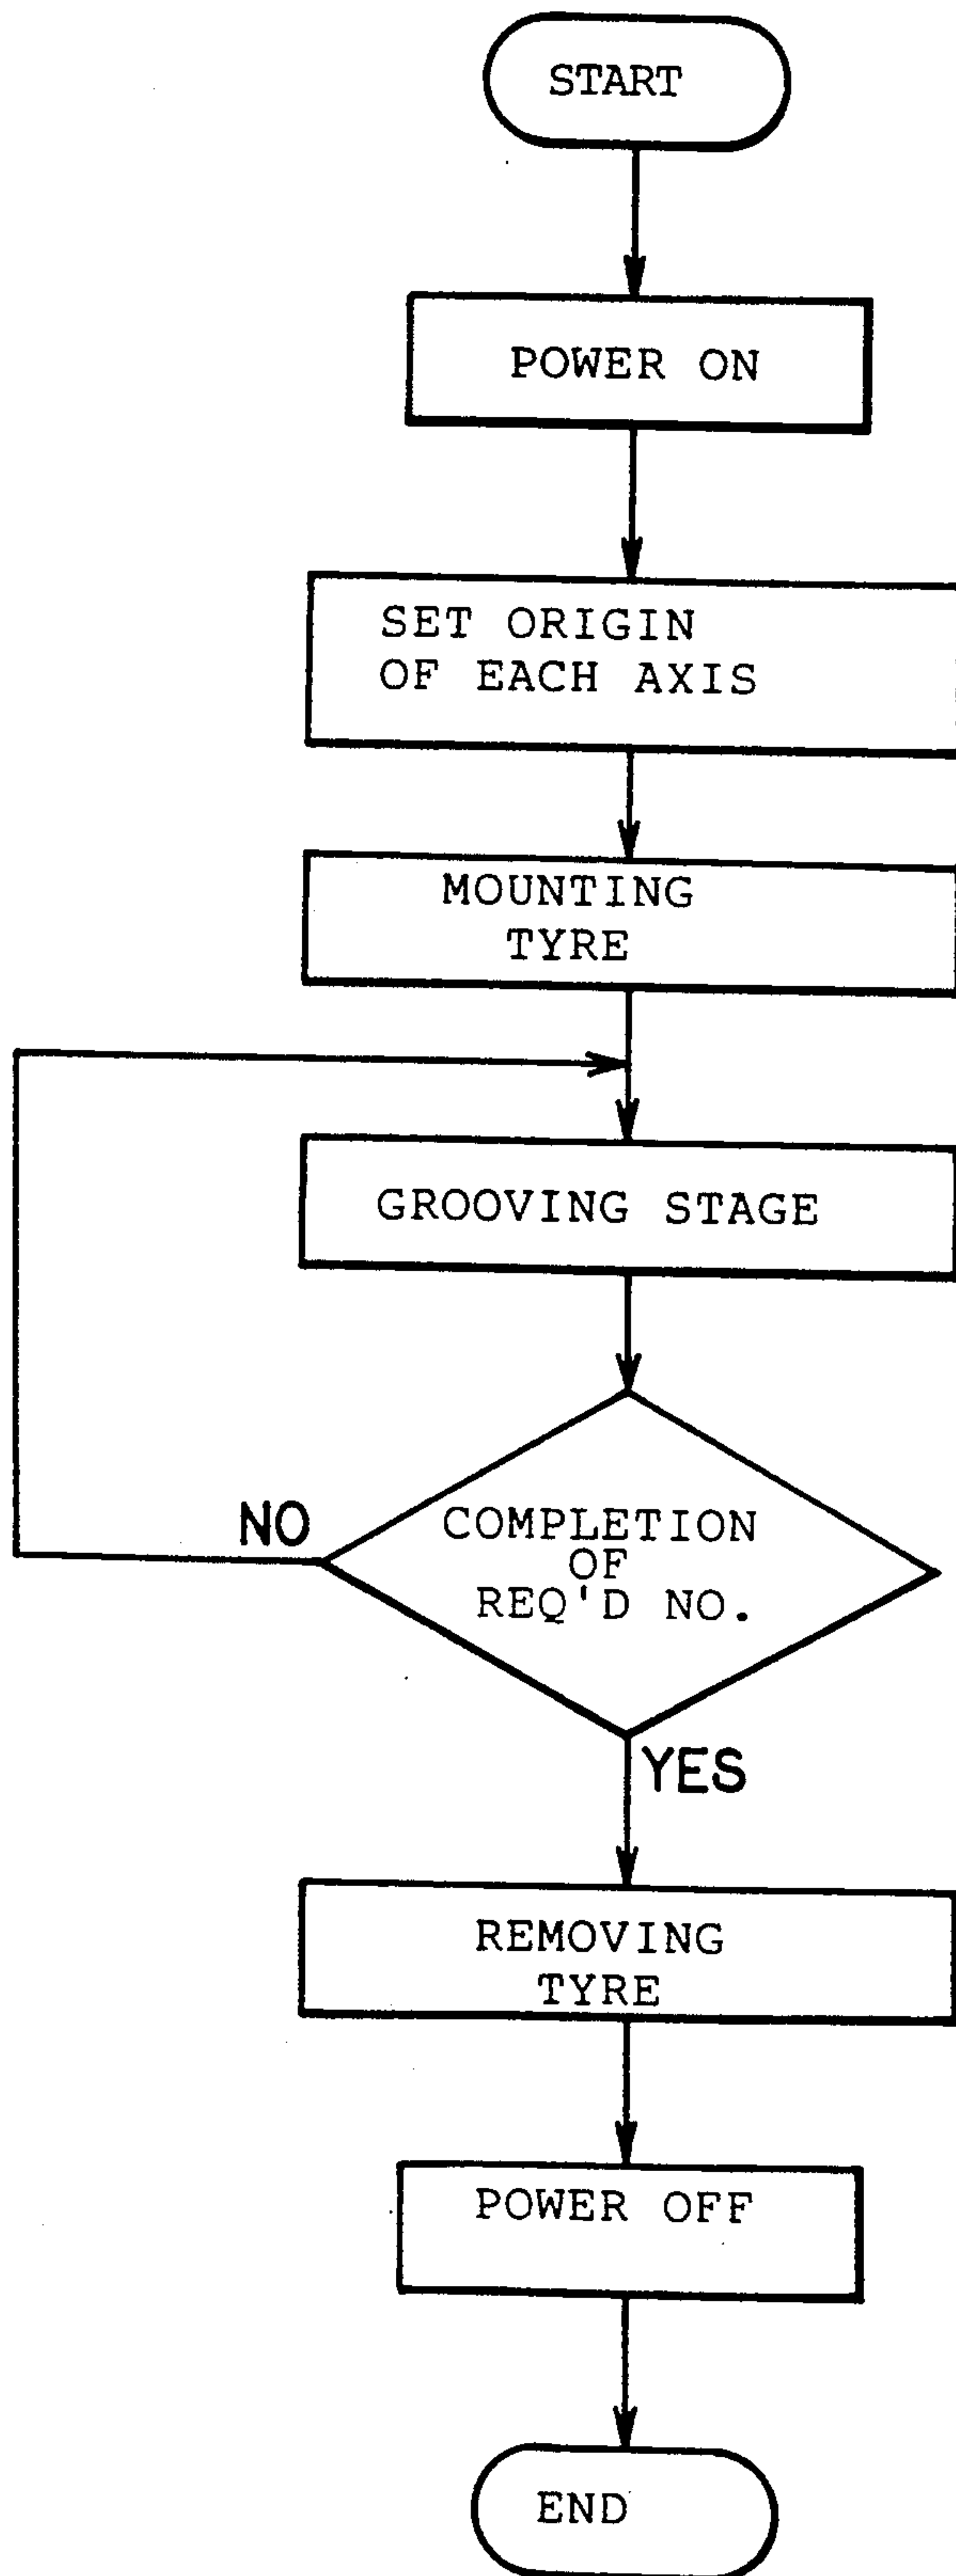 START
POWER ON
SET ORIGIN
OF EACH AXIS
MOUNTING
TYRE
GROOVING STAGE
COMPLETION
OF
REQ'D NO.
NO
YES
REMOVING
TYRE
POWER OFF
END